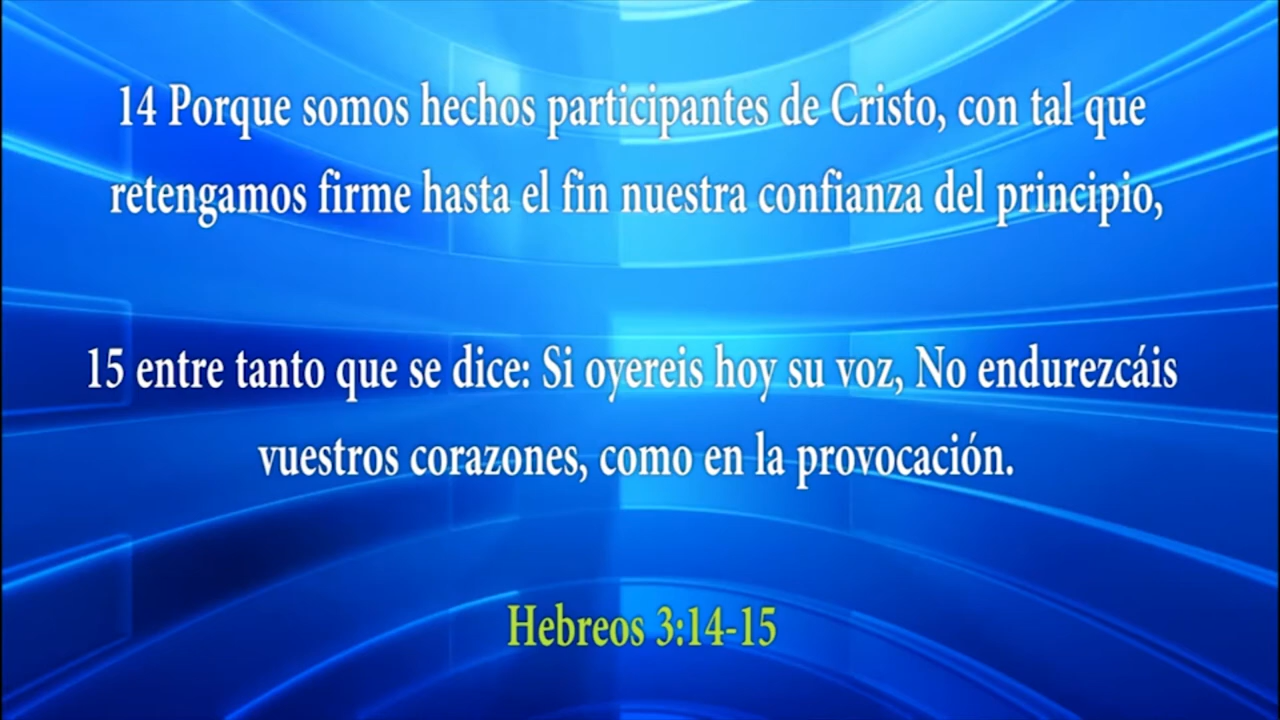 14 Porque somos hechos participantes de Cristo, con tal que
retengamos firme hasta el fin nuestra confianza del principio,
15 entre tanto que se dice: Si oyereis hoy su voz, No endurezcáis
vuestros corazones, como en la provocación.
Hebreos 3:14-15